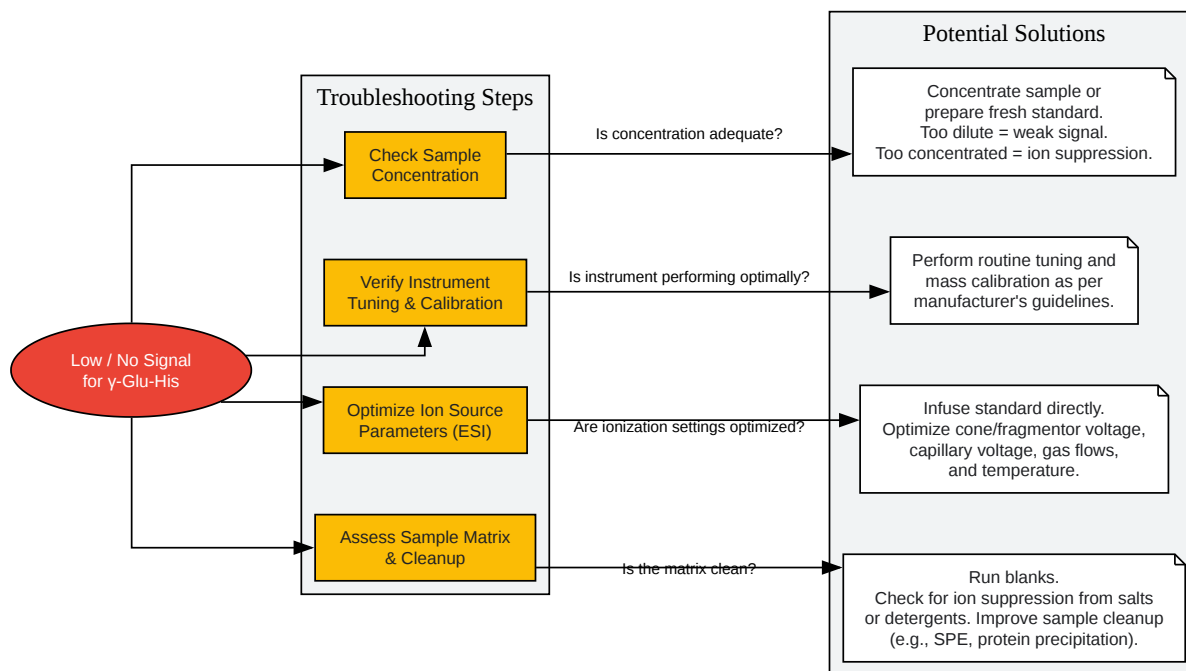 Potential Solutions
Troubleshooting Steps
Low / No Signal
for γ-Glu-His
Check Sample
Concentration
Is concentration adequate?
Concentrate sample or
prepare fresh standard.
Too dilute = weak signal.
Too concentrated = ion suppression.
Verify Instrument
Tuning & Calibration
Is instrument performing optimally?
Perform routine tuning and
mass calibration as per
manufacturer's guidelines.
Optimize Ion Source
Parameters (ESI)
Are ionization settings optimized?
Infuse standard directly.
Optimize cone/fragmentor voltage,
capillary voltage, gas flows,
and temperature.
Assess Sample Matrix
& Cleanup
Is the matrix clean?
Run blanks.
Check for ion suppression from salts
or detergents. Improve sample cleanup
(e.g., SPE, protein precipitation).